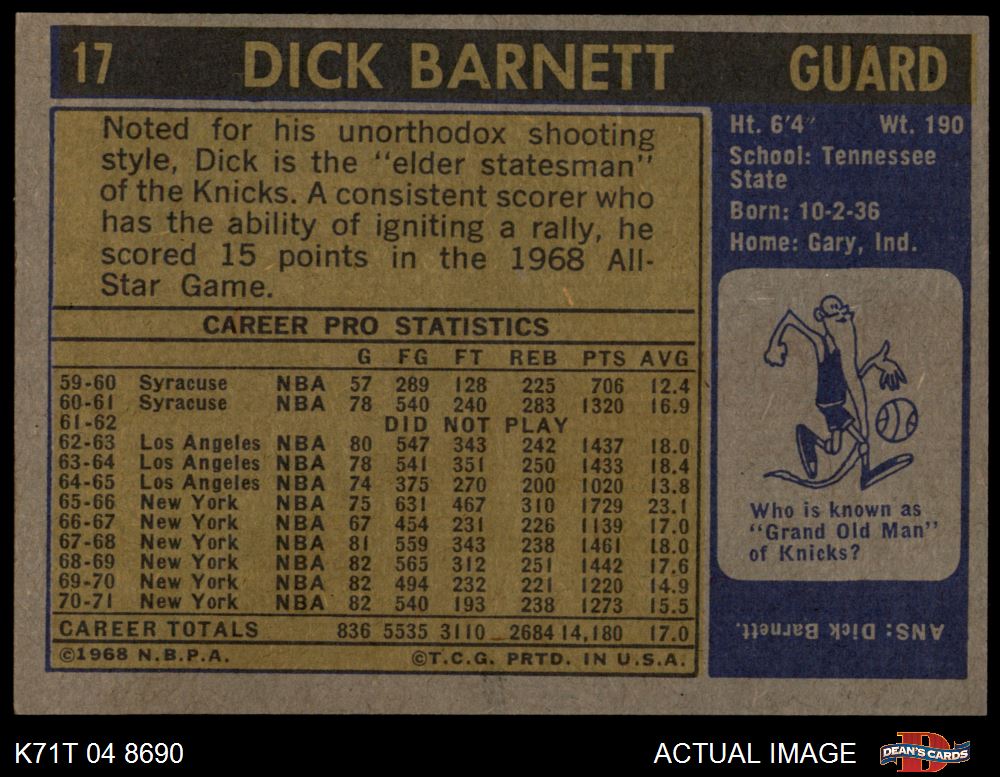 17 DICK BARNETT GUARD
Noted for his unorthodox shooting
style, Dick is the "elder statesman"
of the Knicks. A consistent scorer who
has the ability of igniting a rally, he
scored 15 points in the 1968 All-
Star Game.
CAREER PRO STATISTICS
G FG FT REB PTS AVG
59-60 Syracuse NBA 57 289 128 225 706 12.4
60-61 Syracuse NBA 78 540 240 283 1320 16.9
61-62 DID NOT PLAY
62-63 Los Angeles NBA 80 547 343 242 1437 18.0
63-64 Los Angeles NBA 78 541 351 250 1433 18.4
64-65 Los Angeles NBA 74 375 270 200 1020 13.8
65-66 New York NBA 75 631 467 310 1729 23.1
66-67 New York NBA 67 454 231 226 1139 17.0
67-68 New York NBA 81 559 343 238 1461 18.0
68-69 New York NBA 82 565 312 251 1442 17.6
69-70 New York NBA 82 494 232 221 1220 14.9
70-71 New York NBA 82 540 193 238 1273 15.5
CAREER TOTALS 836 5535 3110 2684 14,180 17.0
©1968 N.B.P.A. ©T.C.G. PRTD. IN U.S.A.
Ht. 6'4" Wt. 190
School: Tennessee
State
Born: 10-2-36
Home: Gary, Ind.
Who is known as
"Grand Old Man"
of Knicks?
ANS: Dick Barnett.
K71T 04 8690 ACTUAL IMAGE D DEAN'S CARDS